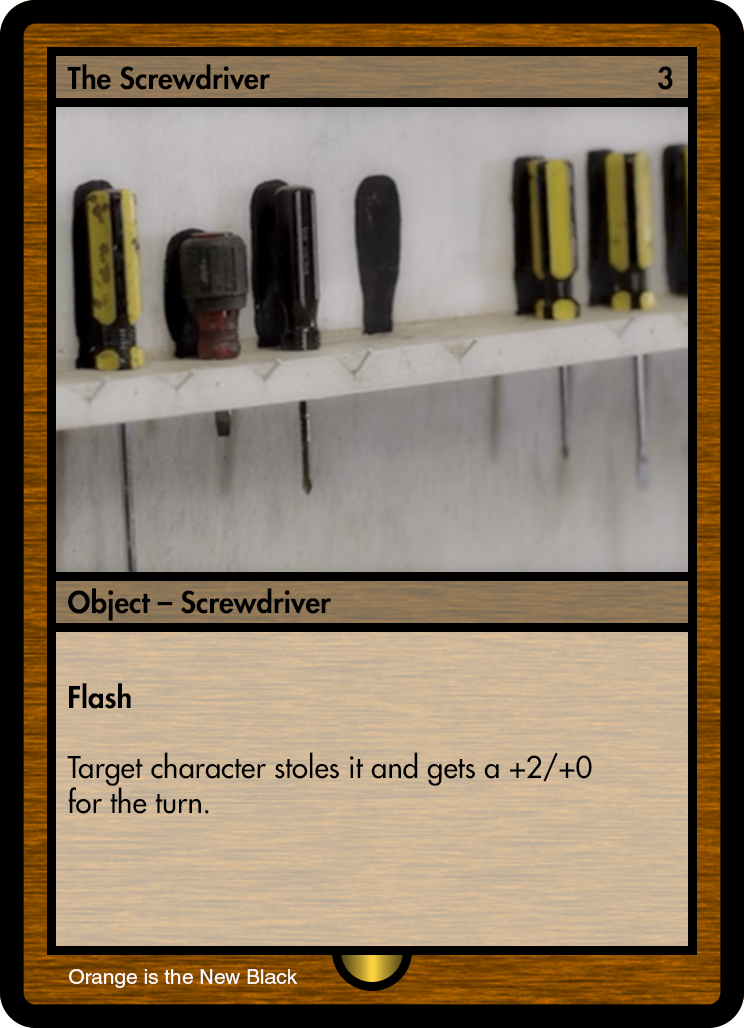 The Screwdriver 3
Object – Screwdriver
Flash
Target character stoles it and gets a +2/+0
for the turn.
Orange is the New Black